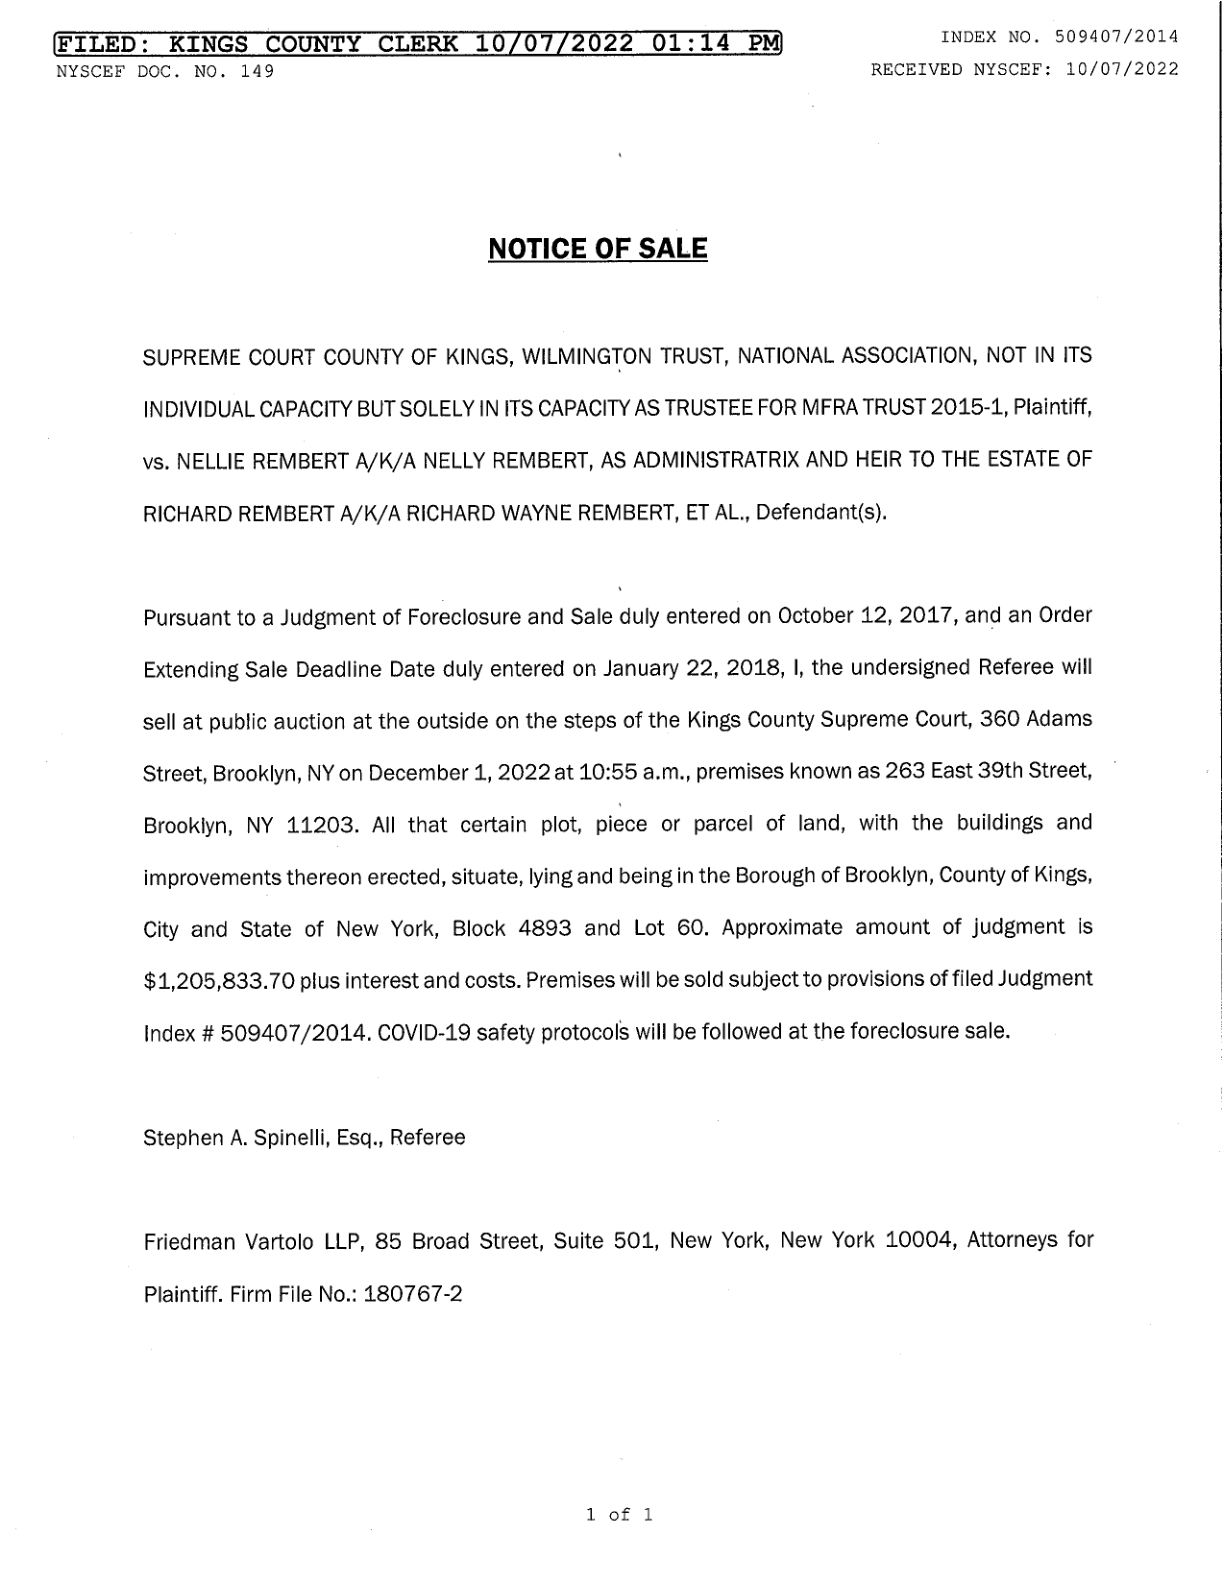 FILED: KINGS COUNTY CLERK 10/07/2022 01:14 PM
INDEX NO. 509407/2014
NYSCEF DOC. NO. 149
RECEIVED NYSCEF: 10/07/2022
NOTICE OF SALE
SUPREME COURT COUNTY OF KINGS, WILMINGTON TRUST, NATIONAL ASSOCIATION, NOT IN ITS
INDIVIDUAL CAPACITY BUT SOLELY IN ITS CAPACITY AS TRUSTEE FOR MFRA TRUST 2015-1, Plaintiff,
vs. NELLIE REMBERT A/K/A NELLY REMBERT, AS ADMINISTRATRIX AND HEIR TO THE ESTATE OF
RICHARD REMBERT A/K/A RICHARD WAYNE REMBERT, ET AL., Defendant(s).
Pursuant to a Judgment of Foreclosure and Sale duly entered on October 12, 2017, and an Order
Extending Sale Deadline Date duly entered on January 22, 2018, I, the undersigned Referee will
sell at public auction at the outside on the steps of the Kings County Supreme Court, 360 Adams
Street, Brooklyn, NY on December 1, 2022 at 10:55 a.m., premises known as 263 East 39th Street,
Brooklyn, NY 11203. All that certain plot, piece or parcel of land, with the buildings and
improvements thereon erected, situate, lying and being in the Borough of Brooklyn, County of Kings,
City and State of New York, Block 4893 and Lot 60. Approximate amount of judgment is
$1,205,833.70 plus interest and costs. Premises will be sold subject to provisions of filed Judgment
Index # 509407/2014. COVID-19 safety protocols will be followed at the foreclosure sale.
Stephen A. Spinelli, Esq., Referee
Friedman Vartolo LLP, 85 Broad Street, Suite 501, New York, New York 10004, Attorneys for
Plaintiff. Firm File No.: 180767-2
1 of 1